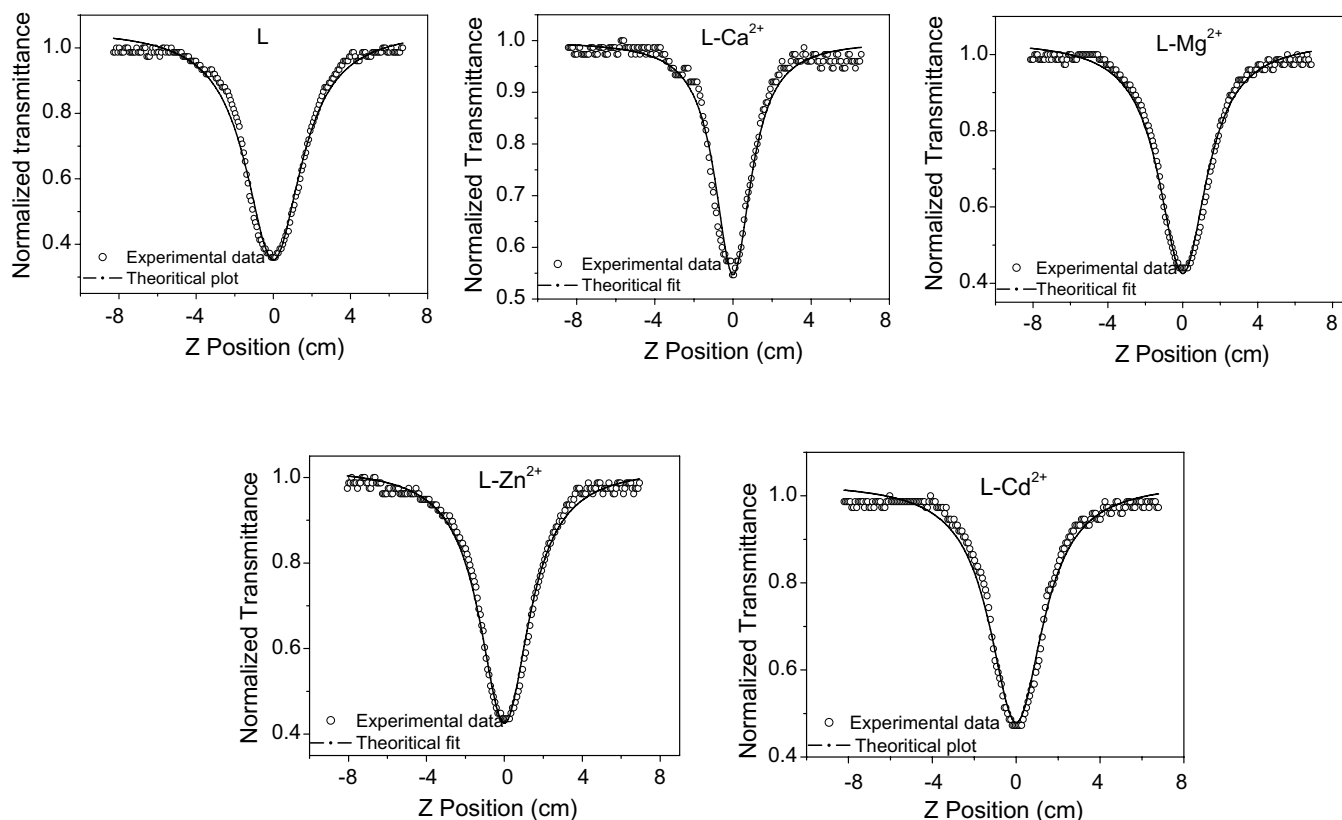 L
1.0
0.8
0.6
0.4
Normalized transmittance
Experimental data
Theoritical plot
-8 -4 0 4 8
Z Position (cm)
L-Ca2+
1.0
0.9
0.8
0.7
0.6
0.5
Normalized Transmittance
Experimental data
Theoritical fit
-8 -4 0 4 8
Z Position (cm)
L-Mg2+
1.0
0.8
0.6
0.4
Normalized Transmittance
Experimental data
Theoritical fit
-8 -4 0 4 8
Z Position (cm)
L-Zn2+
1.0
0.8
0.6
0.4
Normalized Transmittance
Experimental data
Theoritical fit
-8 -4 0 4 8
Z Position (cm)
L-Cd2+
1.0
0.8
0.6
0.4
Normalized Transmittance
Experimental data
Theoritical plot
-8 -4 0 4 8
Z Position (cm)